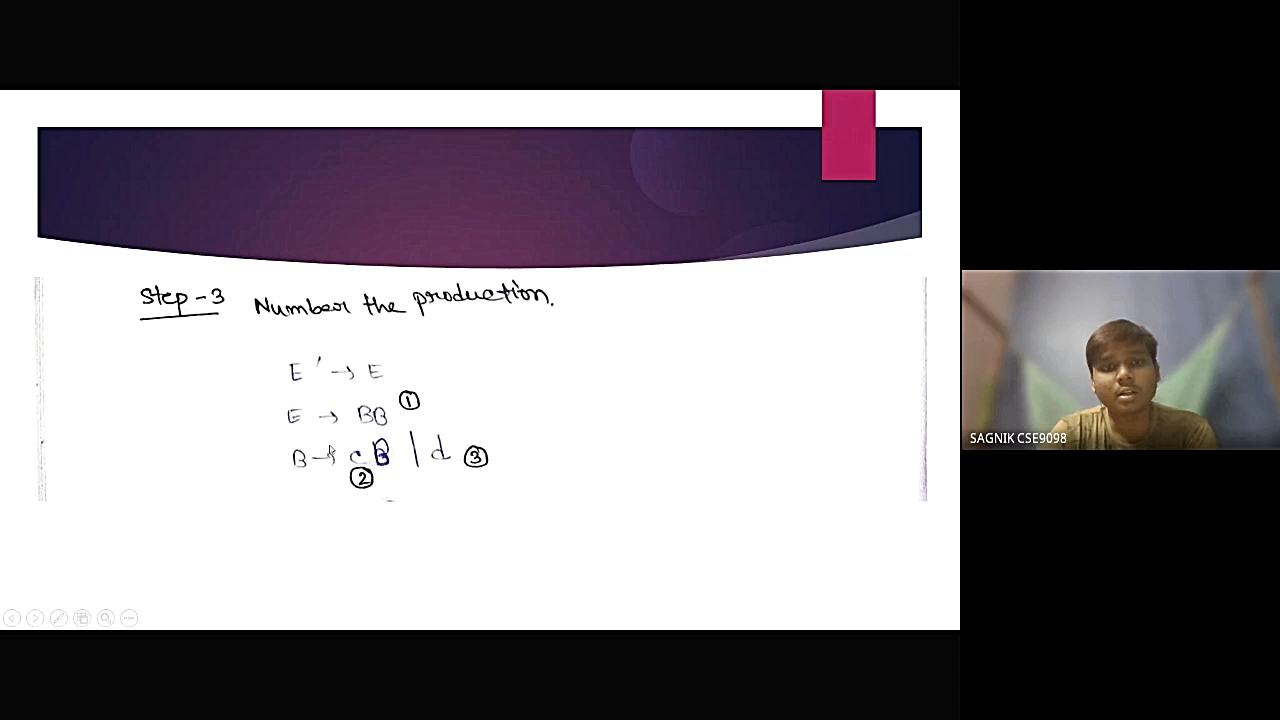 Step-3 Number the production.
E' → E
E → BB ①
B → cB | d ③
②
SAGNIK CSE9098